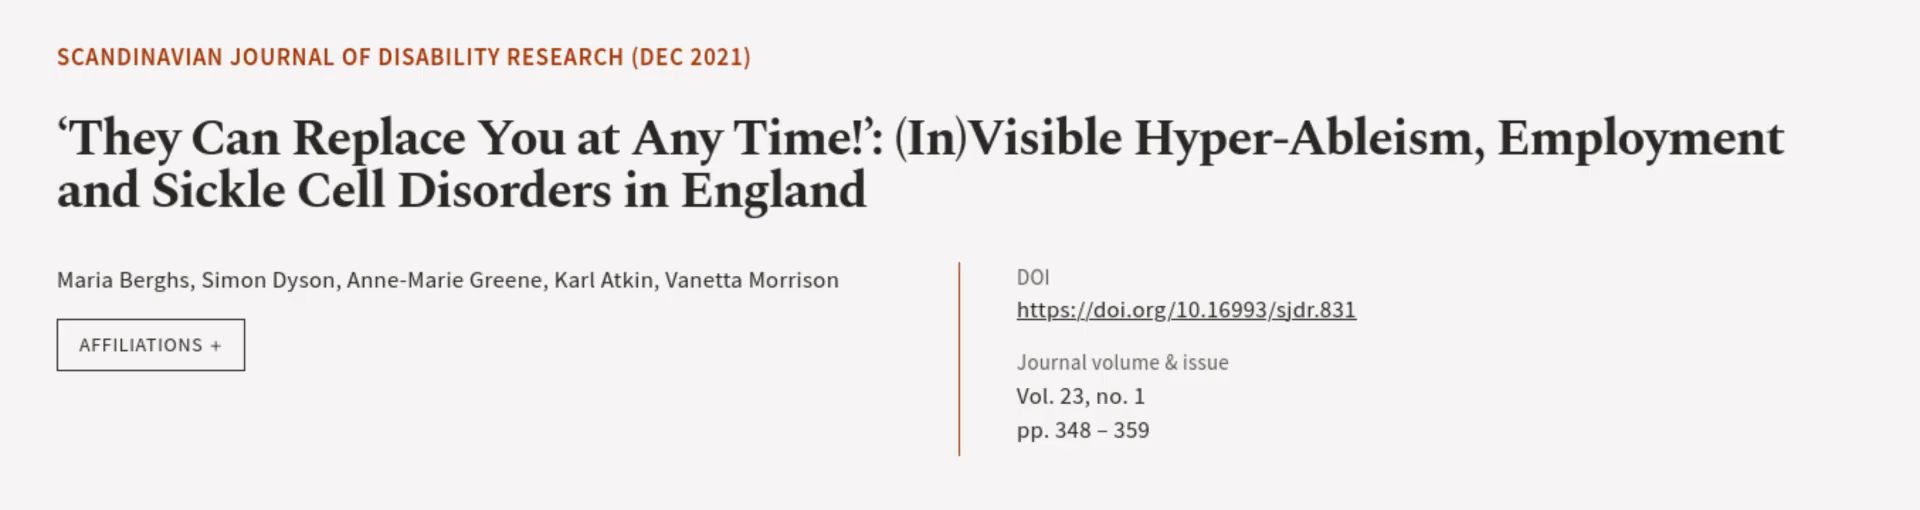 SCANDINAVIAN JOURNAL OF DISABILITY RESEARCH (DEC 2021)
‘They Can Replace You at Any Time!’: (In)Visible Hyper-Ableism, Employment
and Sickle Cell Disorders in England
Maria Berghs, Simon Dyson, Anne-Marie Greene, Karl Atkin, Vanetta Morrison
AFFILIATIONS +
DOI
https://doi.org/10.16993/sjdr.831
Journal volume & issue
Vol. 23, no. 1
pp. 348 – 359